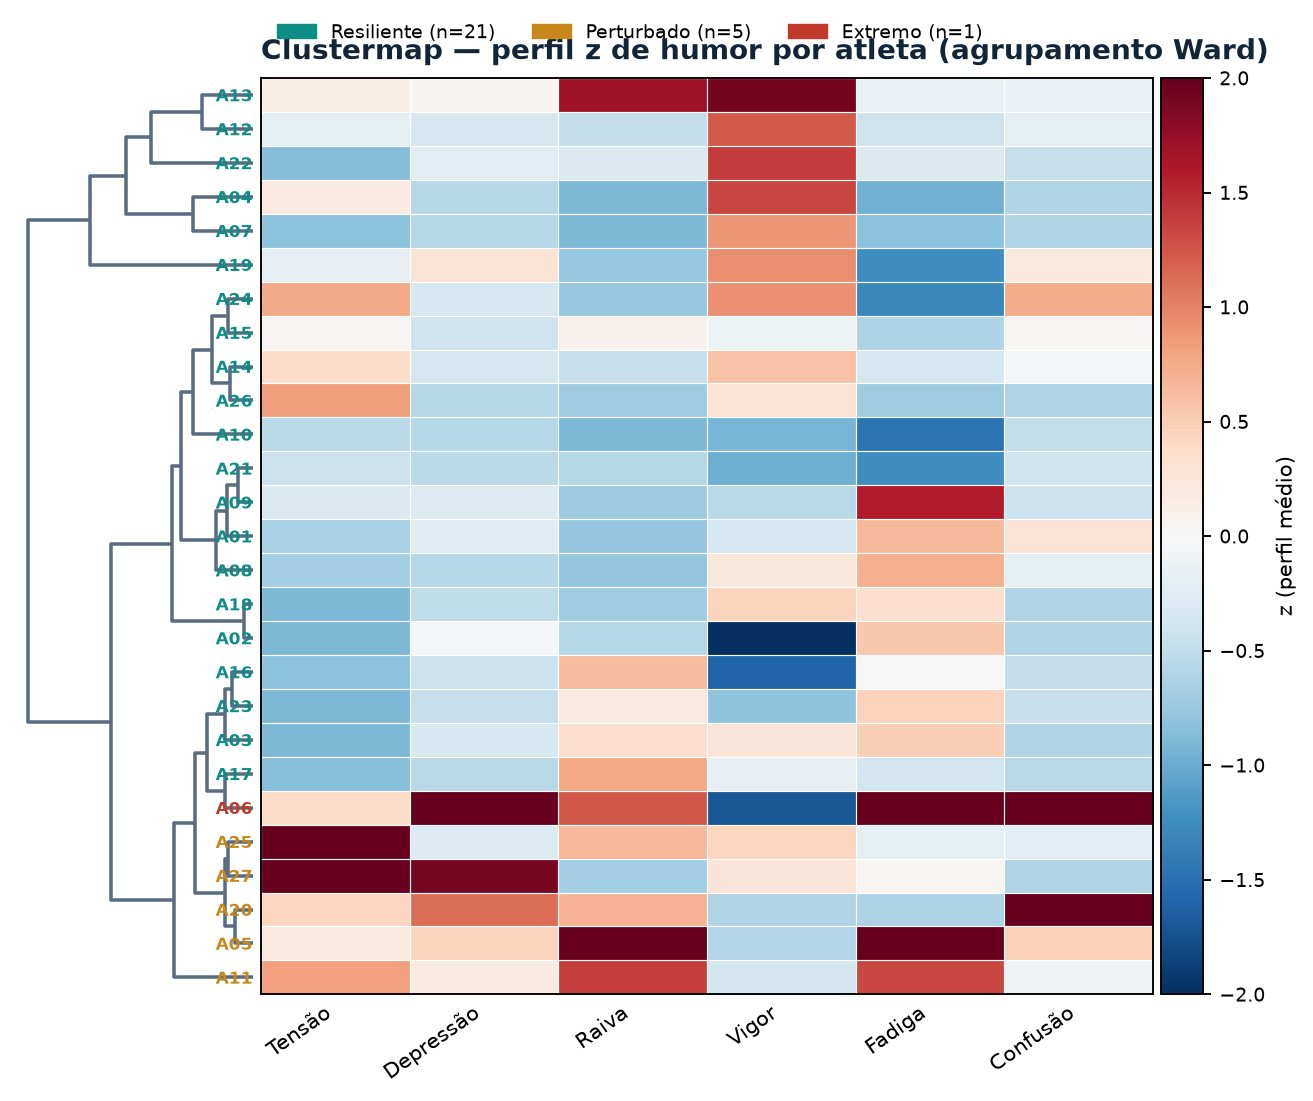 Resiliente (n=21) Perturbado (n=5) Extremo (n=1)
Clustermap — perfil z de humor por atleta (agrupamento Ward)
A13
A12
A22
A04
A07
A19
A24
A15
A14
A26
A10
A21
A09
A01
A08
A18
A02
A16
A23
A03
A17
A06
A25
A27
A20
A05
A11
Tensão
Depressão
Raiva
Vigor
Fadiga
Confusão
2.0
1.5
1.0
0.5
0.0
−0.5
−1.0
−1.5
−2.0
z (perfil médio)